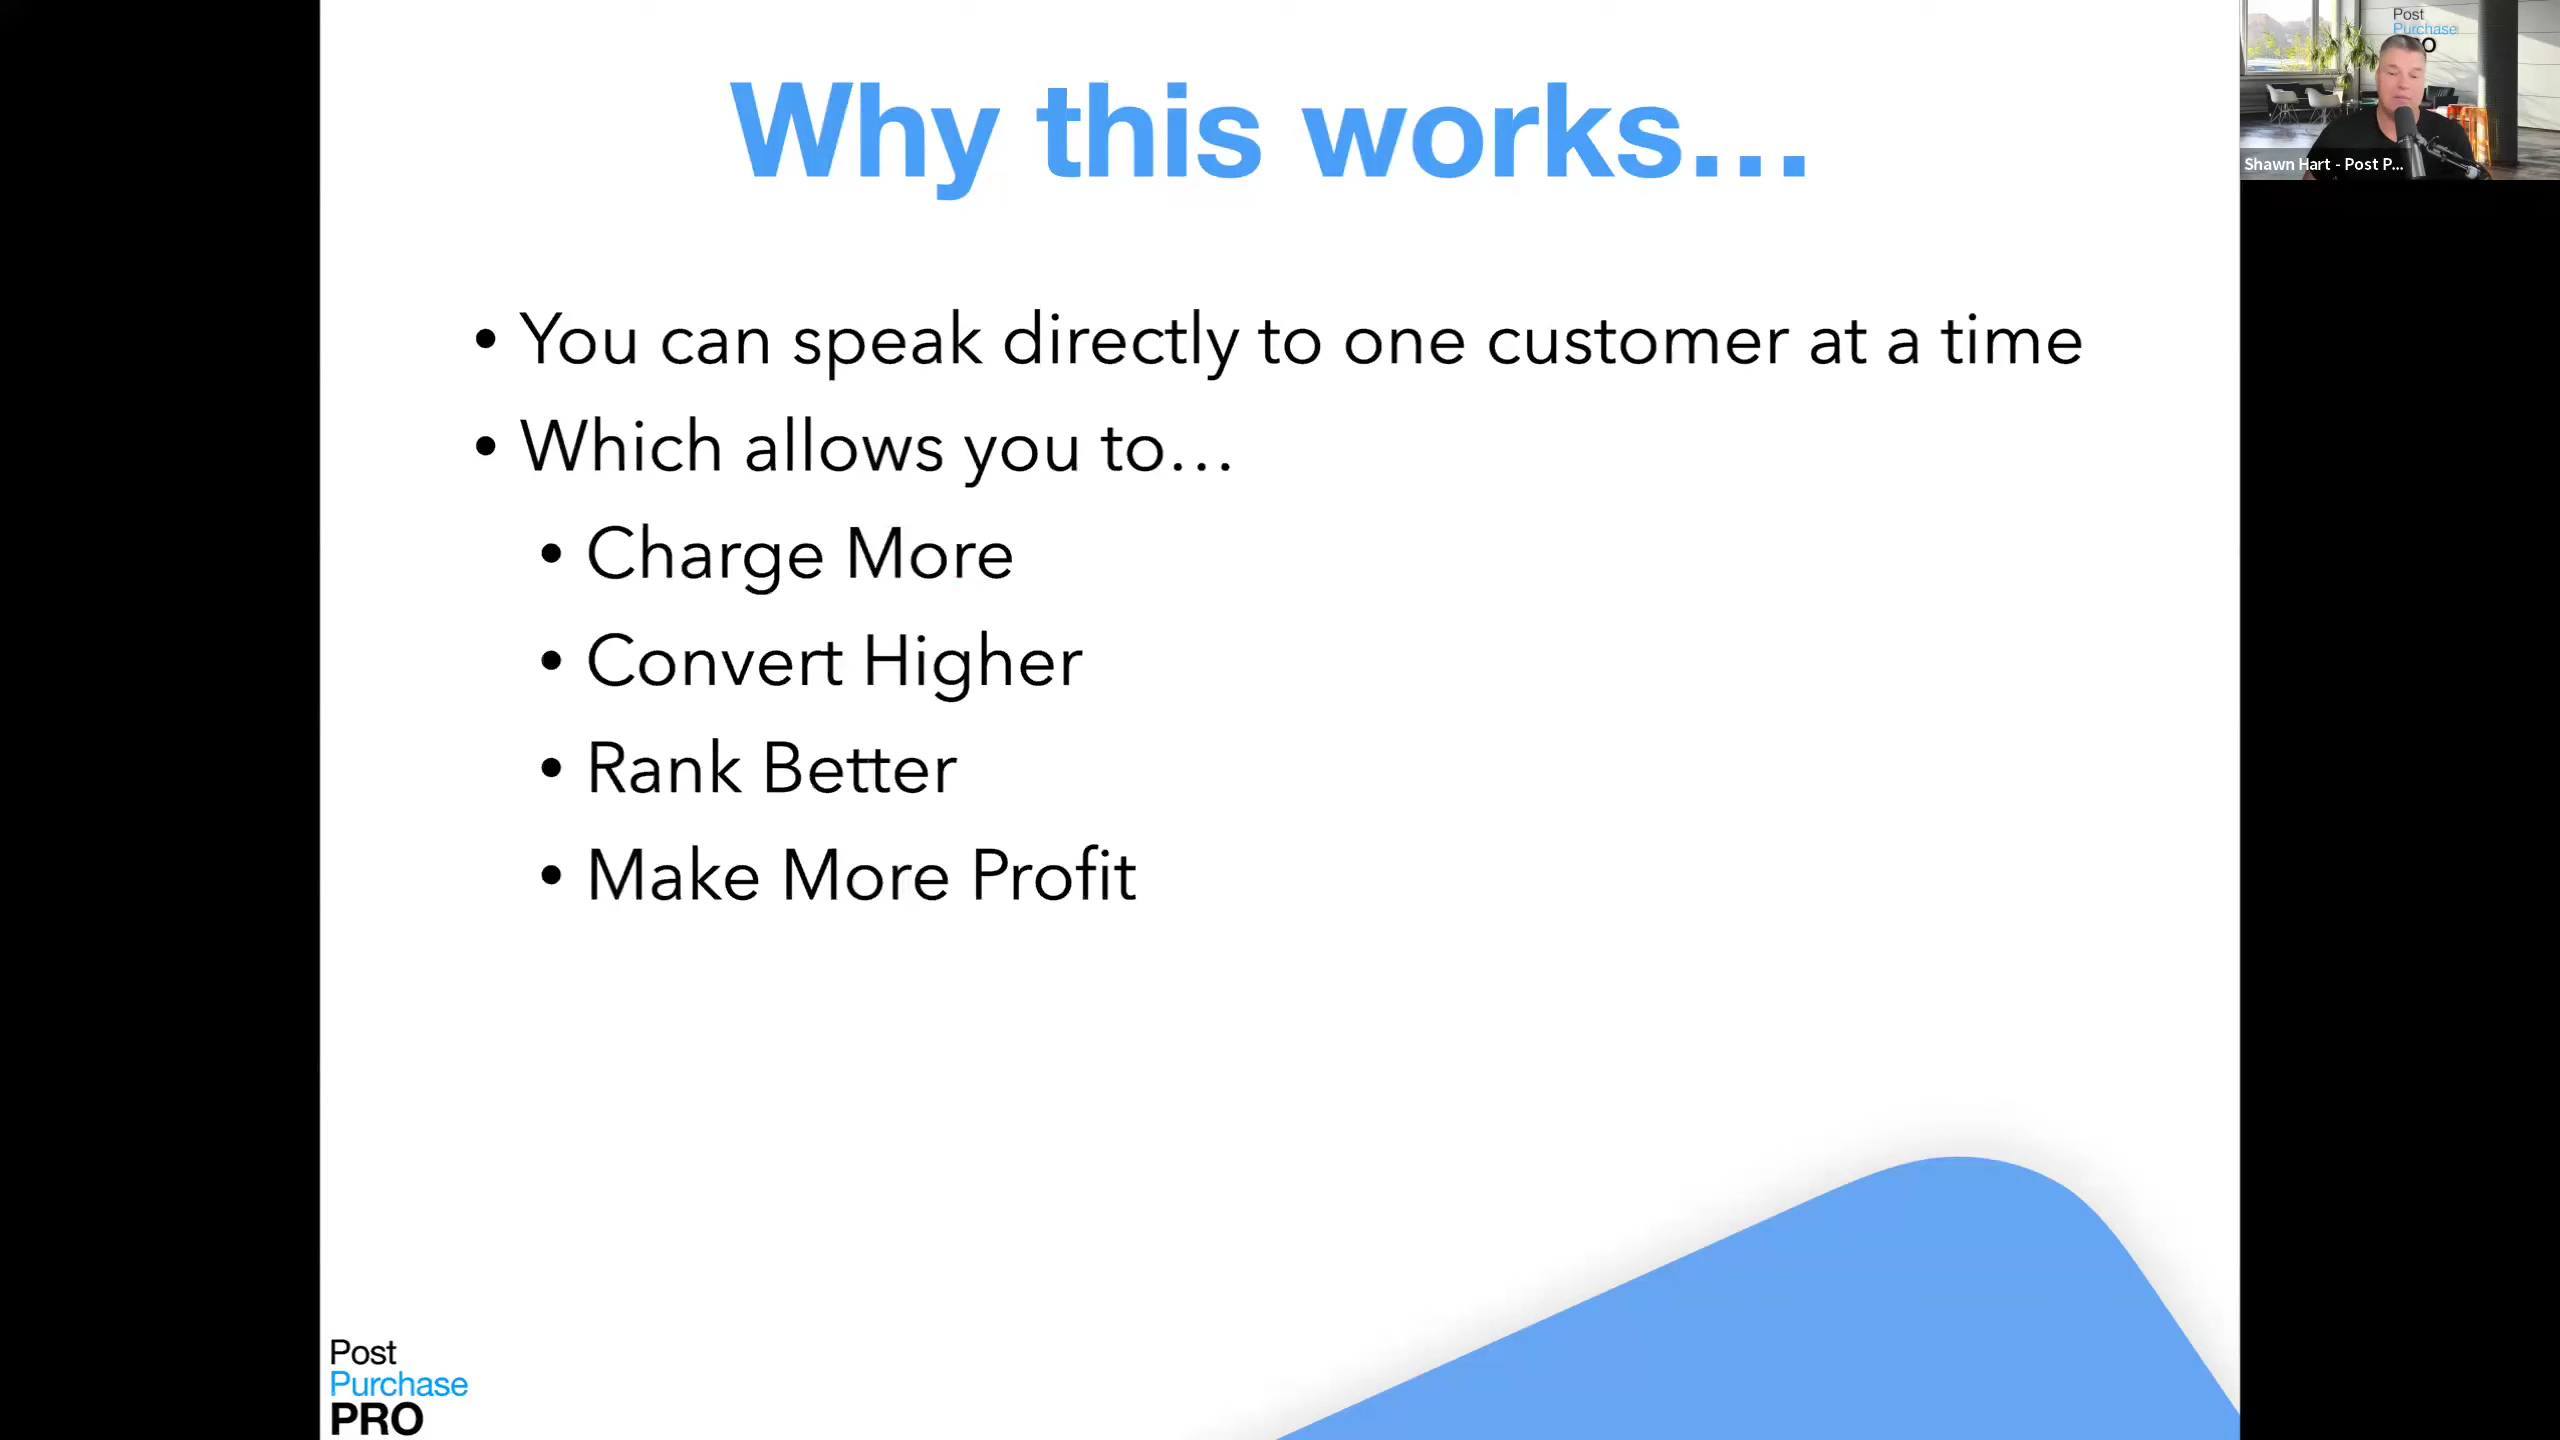 Why this works…
• You can speak directly to one customer at a time
• Which allows you to…
• Charge More
• Convert Higher
• Rank Better
• Make More Profit
Post
Purchase
PRO
Post
Purchase
Shawn Hart - Post P...